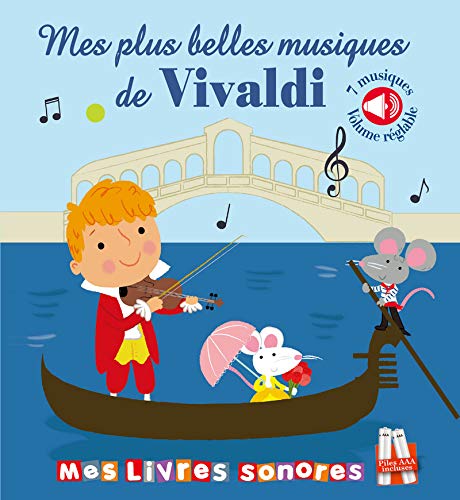 Mes plus belles musiques
de Vivaldi
7 musiques
Volume réglable
Mes Livres sonores
Piles AAA
incluses